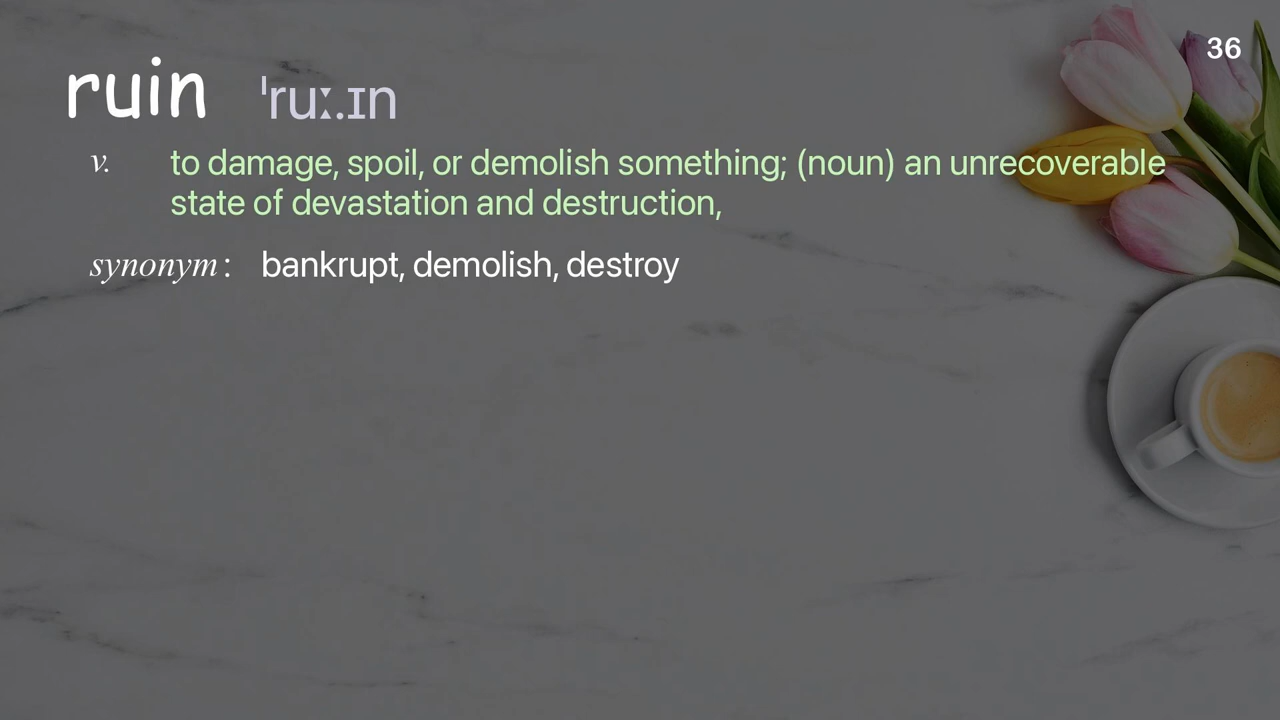 36
ruin ˈruː.ɪn
v. to damage, spoil, or demolish something; (noun) an unrecoverable
state of devastation and destruction,
synonym : bankrupt, demolish, destroy